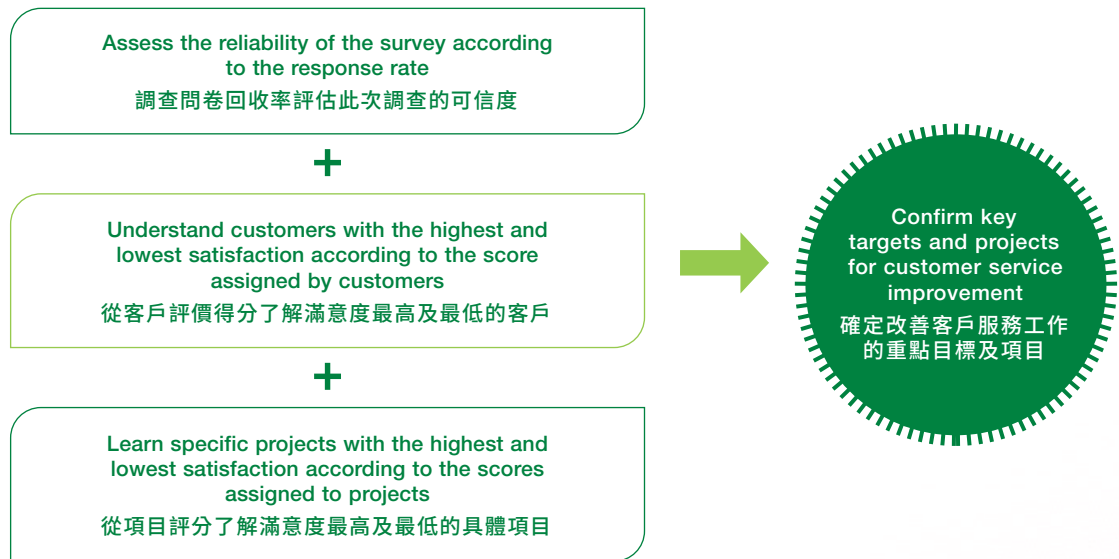 Assess the reliability of the survey according
to the response rate
調查問卷回收率評估此次調查的可信度
+
Understand customers with the highest and
lowest satisfaction according to the score
assigned by customers
從客戶評價得分了解滿意度最高及最低的客戶
+
Learn specific projects with the highest and
lowest satisfaction according to the scores
assigned to projects
從項目評分了解滿意度最高及最低的具體項目
Confirm key
targets and projects
for customer service
improvement
確定改善客戶服務工作
的重點目標及項目